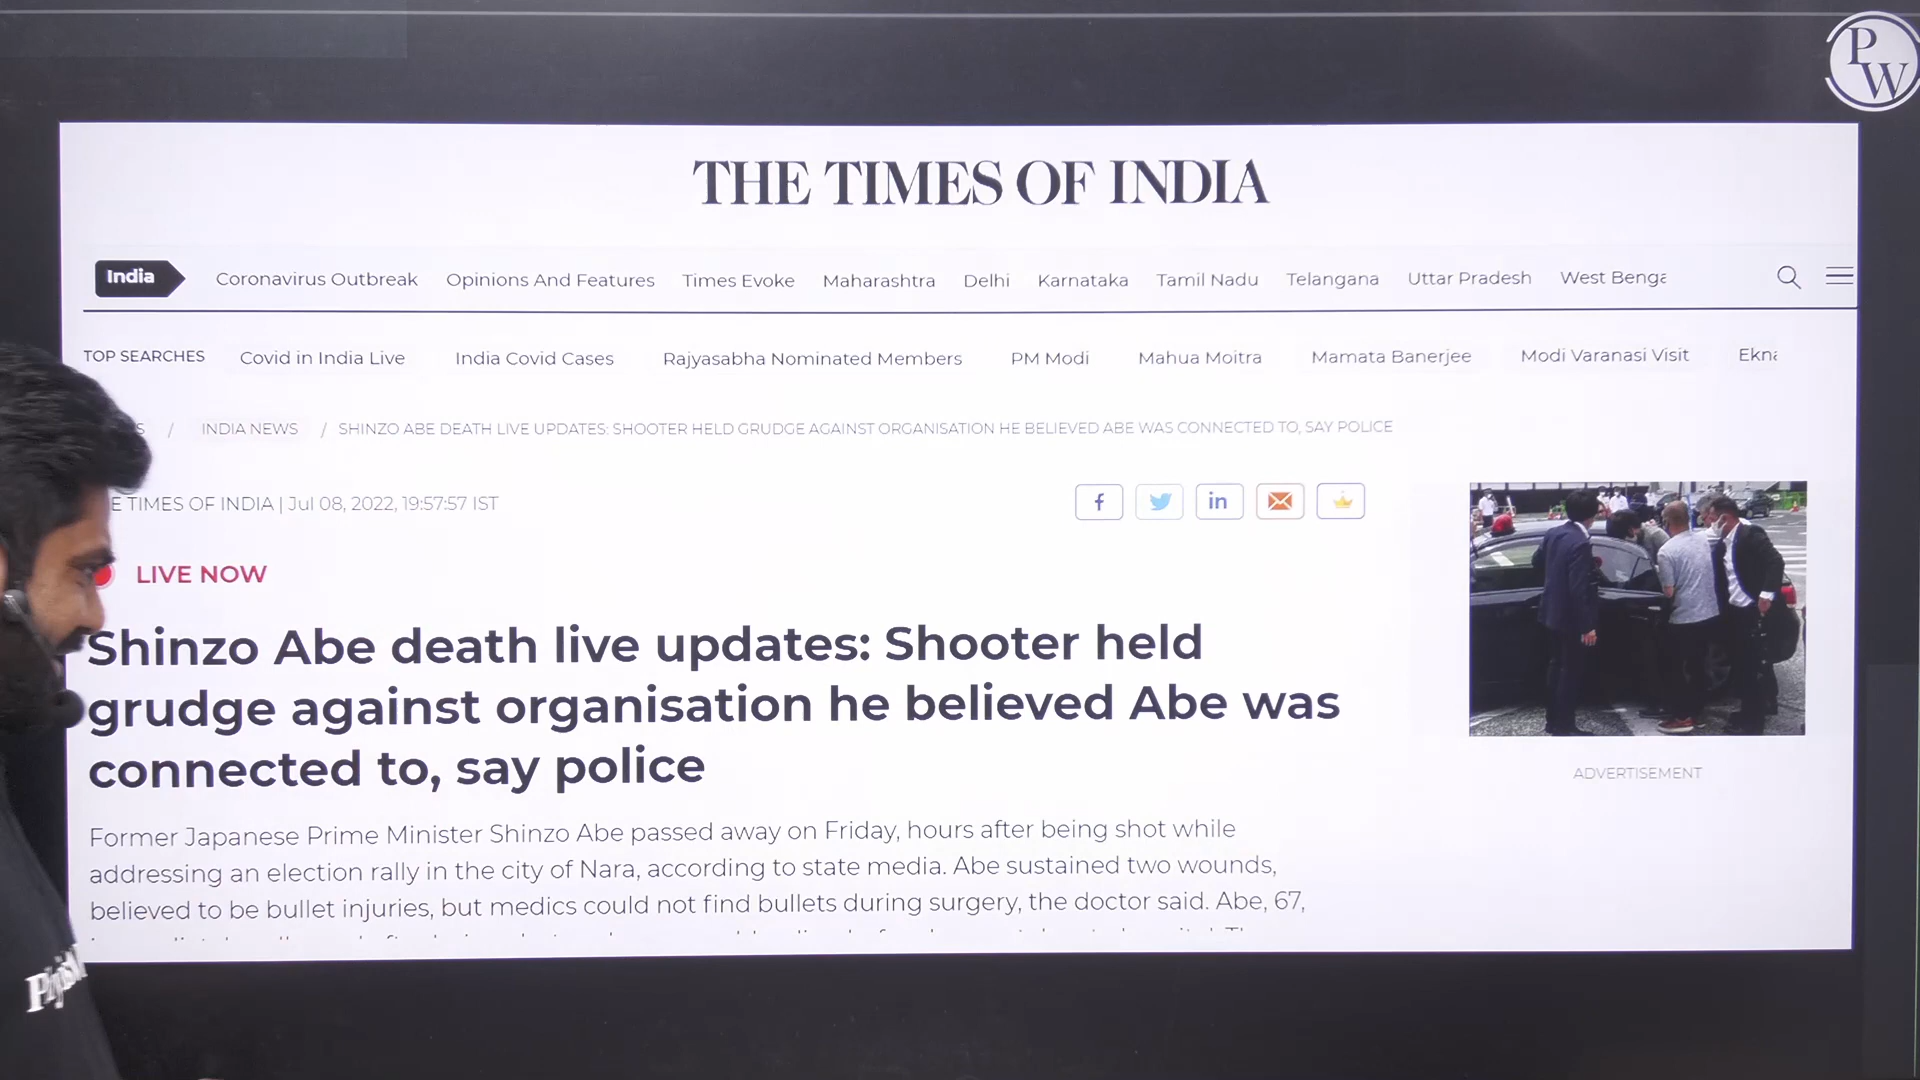 PW
THE TIMES OF INDIA
India Coronavirus Outbreak Opinions And Features Times Evoke Maharashtra Delhi Karnataka Tamil Nadu Telangana Uttar Pradesh West Benga
TOP SEARCHES Covid in India Live India Covid Cases Rajyasabha Nominated Members PM Modi Mahua Moitra Mamata Banerjee Modi Varanasi Visit Ekna
/ INDIA NEWS / SHINZO ABE DEATH LIVE UPDATES: SHOOTER HELD GRUDGE AGAINST ORGANISATION HE BELIEVED ABE WAS CONNECTED TO, SAY POLICE
E TIMES OF INDIA | Jul 08, 2022, 19:57:57 IST
f in
LIVE NOW
Shinzo Abe death live updates: Shooter held
grudge against organisation he believed Abe was
connected to, say police
Former Japanese Prime Minister Shinzo Abe passed away on Friday, hours after being shot while
addressing an election rally in the city of Nara, according to state media. Abe sustained two wounds,
believed to be bullet injuries, but medics could not find bullets during surgery, the doctor said. Abe, 67,
ADVERTISEMENT